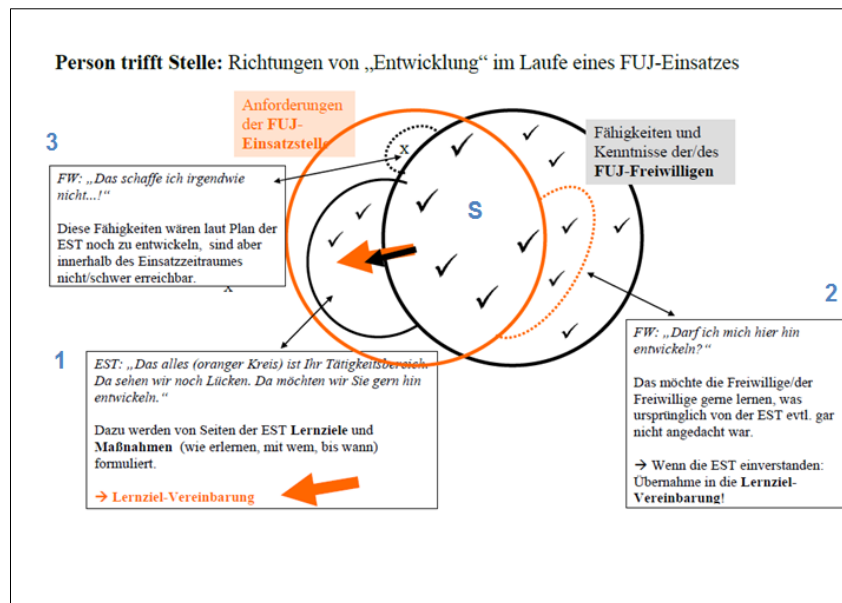 Person trifft Stelle: Richtungen von „Entwicklung“ im Laufe eines FUJ-Einsatzes
Anforderungen
der FUJ-
Einsatzstelle
3
x
Fähigkeiten und
Kenntnisse der/des
FUJ-Freiwilligen
FW: „Das schaffe ich irgendwie
nicht...!“
Diese Fähigkeiten wären laut Plan der
EST noch zu entwickeln, sind aber
innerhalb des Einsatzzeitraumes
nicht/schwer erreichbar.
x
S
2
1
EST: „Das alles (oranger Kreis) ist Ihr Tätigkeitsbereich.
Da sehen wir noch Lücken. Da möchten wir Sie gern hin
entwickeln.“
Dazu werden von Seiten der EST Lernziele und
Maßnahmen (wie erlernen, mit wem, bis wann)
formuliert.
→ Lernziel-Vereinbarung
FW: „Darf ich mich hier hin
entwickeln?“
Das möchte die Freiwillige/der
Freiwillige gerne lernen, was
ursprünglich von der EST evtl. gar
nicht angedacht war.
→ Wenn die EST einverstanden:
Übernahme in die Lernziel-
Vereinbarung!